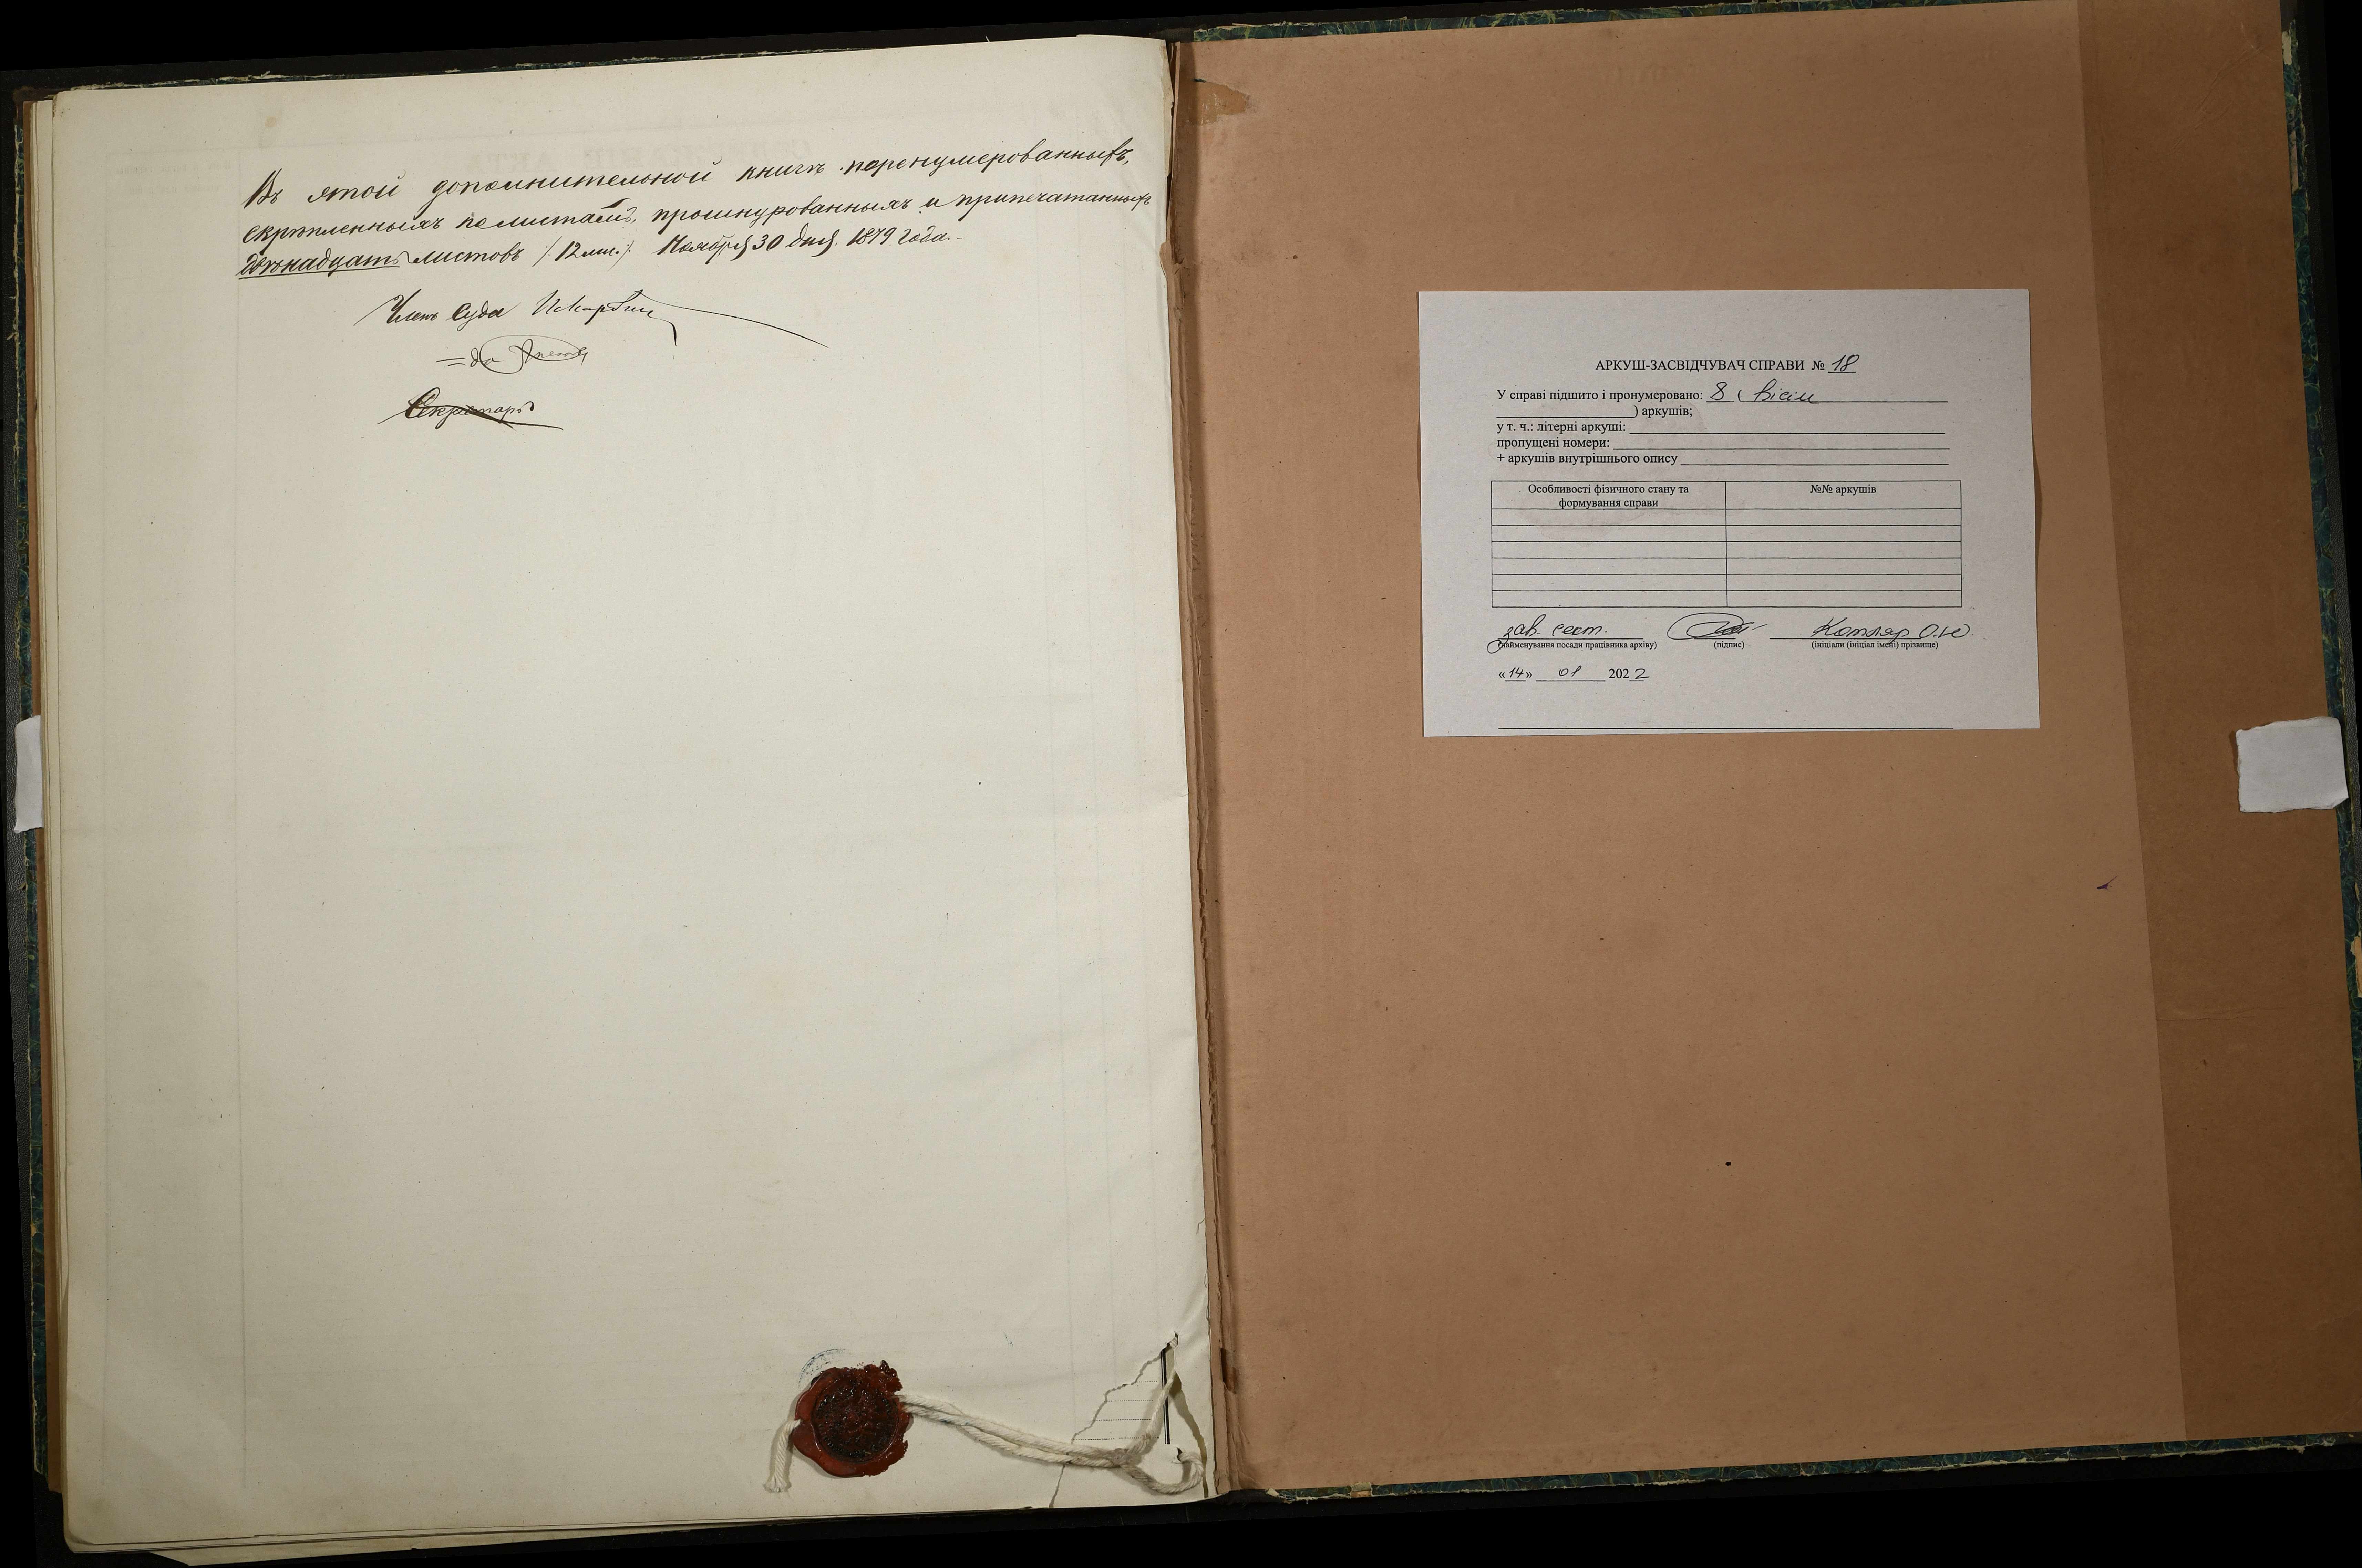 Въ этой дополнительной книгѣ перенумерованныхъ,
скрѣпленныхъ по листамъ, прошнурованныхъ и припечатанныхъ
двѣнадцать листовъ /:12 лис.:/ Ноября 30 дня 1879 года.
Членъ Суда
Секретарь
АРКУШ-ЗАСВІДЧУВАЧ СПРАВИ № 18
У справі підшито і пронумеровано: 8 ( вісім
) аркушів;
у т. ч.: літерні аркуші:
пропущені номери:
+ аркушів внутрішнього опису
Особливості фізичного стану та формування справи
№№ аркушів
зав. сект. Котляр О.Ю.
(найменування посади працівника архіву) (підпис) (ініціали (ініціал імені) прізвище)
«14» 01 2022